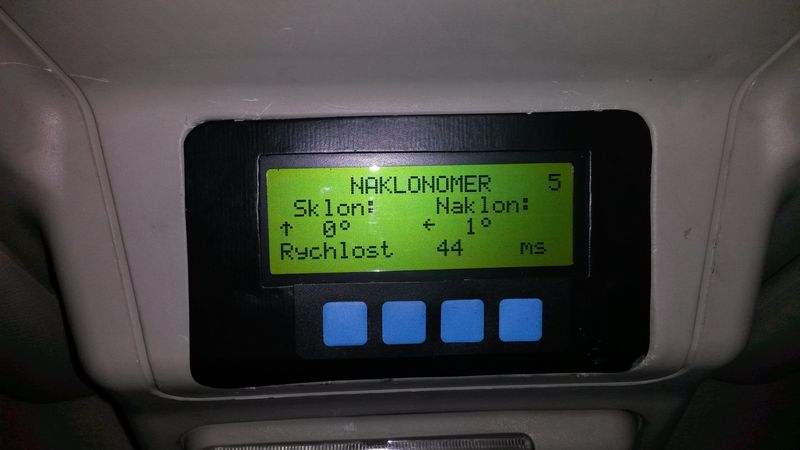 NAKLONOMER 5
Sklon: Naklon:
↑ 0° ← 1°
Rychlost 44 ms